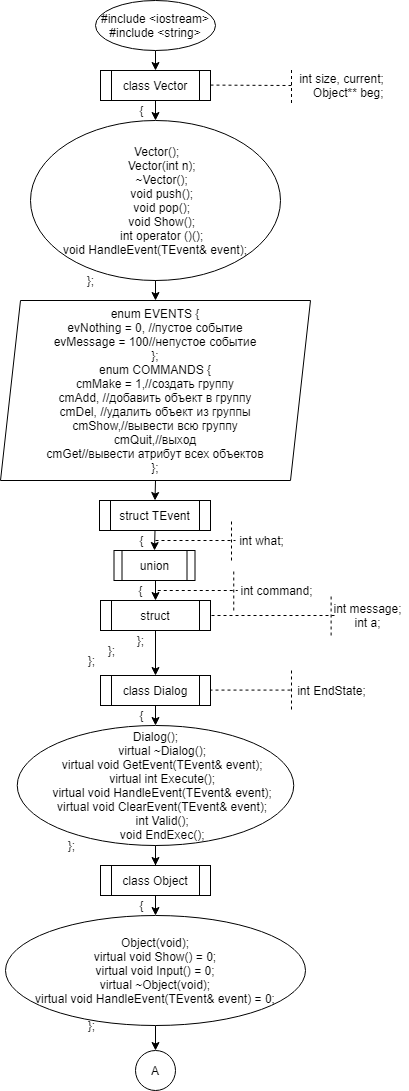 #include <iostream>
#include <string>
class Vector
int size, current;
Object** beg;
{
Vector();
Vector(int n);
~Vector();
void push();
void pop();
void Show();
int operator ()();
void HandleEvent(TEvent& event);
};
enum EVENTS {
evNothing = 0, //пустое событие
evMessage = 100//непустое событие
};
enum COMMANDS {
cmMake = 1,//создать группу
cmAdd, //добавить объект в группу
cmDel, //удалить объект из группы
cmShow,//вывести всю группу
cmQuit,//выход
cmGet//вывести атрибут всех объектов
};
struct TEvent
{
int what;
union
{
int command;
struct
int message;
int a;
};
};
};
class Dialog
int EndState;
{
Dialog();
virtual ~Dialog();
virtual void GetEvent(TEvent& event);
virtual int Execute();
virtual void HandleEvent(TEvent& event);
virtual void ClearEvent(TEvent& event);
int Valid();
void EndExec();
};
class Object
{
Object(void);
virtual void Show() = 0;
virtual void Input() = 0;
virtual ~Object(void);
virtual void HandleEvent(TEvent& event) = 0;
};
A